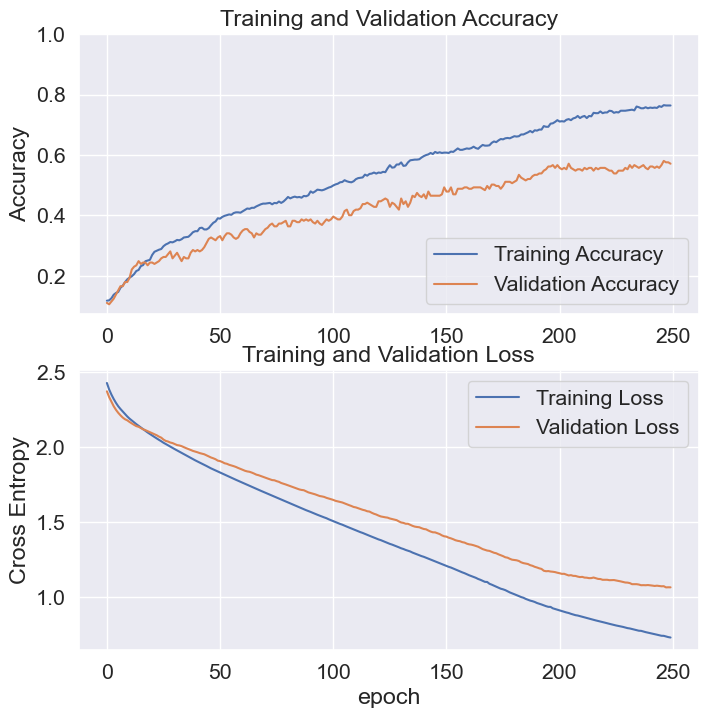 Training and Validation Accuracy
1.0
0.8
0.6
0.4
0.2
Accuracy
Training Accuracy
Validation Accuracy
0 50 100 150 200 250
Training and Validation Loss
2.5
2.0
1.5
1.0
Cross Entropy
Training Loss
Validation Loss
0 50 100 150 200 250
epoch